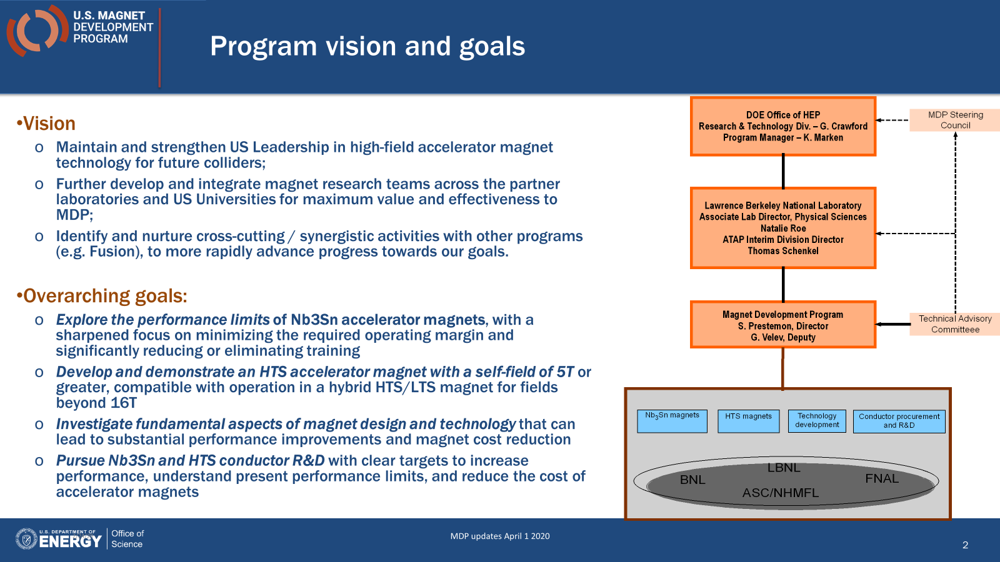 U.S. MAGNET
DEVELOPMENT
PROGRAM
Program vision and goals
•Vision
o Maintain and strengthen US Leadership in high-field accelerator magnet
technology for future colliders;
o Further develop and integrate magnet research teams across the partner
laboratories and US Universities for maximum value and effectiveness to
MDP;
o Identify and nurture cross-cutting / synergistic activities with other programs
(e.g. Fusion), to more rapidly advance progress towards our goals.
•Overarching goals:
o Explore the performance limits of Nb3Sn accelerator magnets, with a
sharpened focus on minimizing the required operating margin and
significantly reducing or eliminating training
o Develop and demonstrate an HTS accelerator magnet with a self-field of 5T or
greater, compatible with operation in a hybrid HTS/LTS magnet for fields
beyond 16T
o Investigate fundamental aspects of magnet design and technology that can
lead to substantial performance improvements and magnet cost reduction
o Pursue Nb3Sn and HTS conductor R&D with clear targets to increase
performance, understand present performance limits, and reduce the cost of
accelerator magnets
DOE Office of HEP
Research & Technology Div. – G. Crawford
Program Manager – K. Marken
MDP Steering
Council
Lawrence Berkeley National Laboratory
Associate Lab Director, Physical Sciences
Natalie Roe
ATAP Interim Division Director
Thomas Schenkel
Magnet Development Program
S. Prestemon, Director
G. Velev, Deputy
Technical Advisory
Committeee
Nb3Sn magnets
HTS magnets
Technology
development
Conductor procurement
and R&D
LBNL
BNL
FNAL
ASC/NHMFL
U.S. DEPARTMENT OF
ENERGY
Office of
Science
MDP updates April 1 2020
2